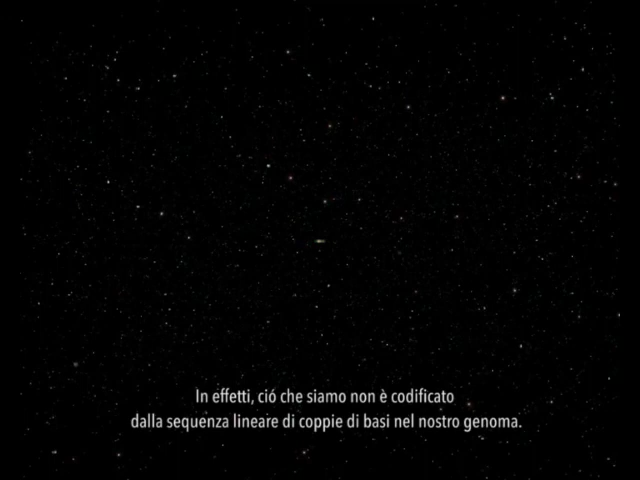 In effetti, ció che siamo non è codificato
dalla sequenza lineare di coppie di basi nel nostro genoma.